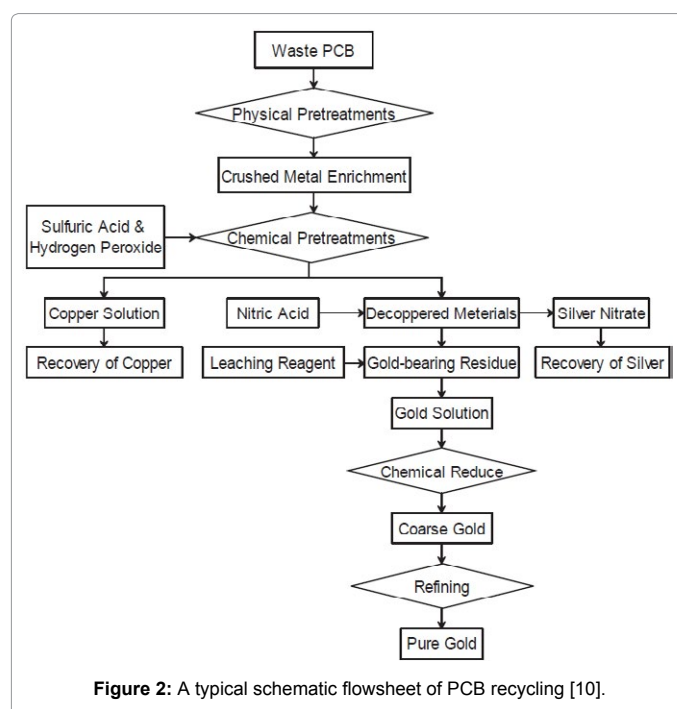 Waste PCB
Physical Pretreatments
Crushed Metal Enrichment
Sulfuric Acid &
Hydrogen Peroxide
Chemical Pretreatments
Copper Solution
Nitric Acid
Decoppered Meterials
Silver Nitrate
Recovery of Copper
Leaching Reagent
Gold-bearing Residue
Recovery of Silver
Gold Solution
Chemical Reduce
Coarse Gold
Refining
Pure Gold
Figure 2: A typical schematic flowsheet of PCB recycling [10].